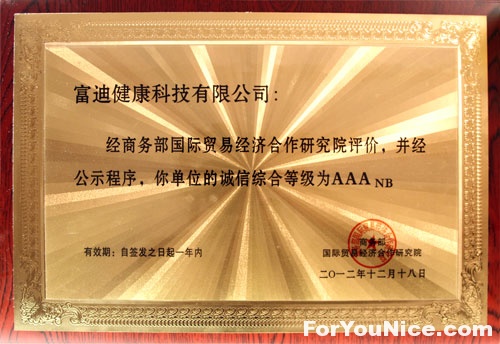 富迪健康科技有限公司:
经商务部国际贸易经济合作研究院评价，并经
公示程序，你单位的诚信综合等级为AAA NB
商务部
有效期：自签发之日起一年内
国际贸易经济合作研究院
二〇一二年十二月十八日
ForYouNice.com